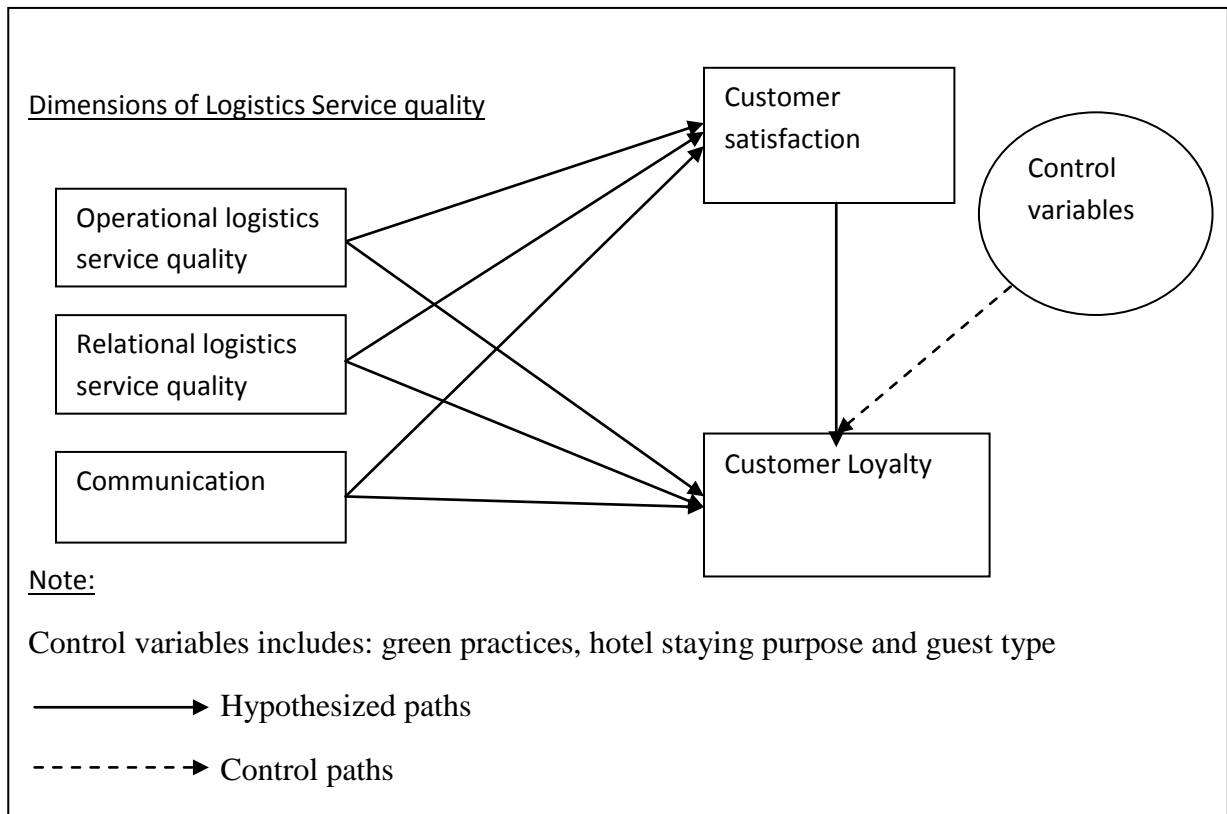 Dimensions of Logistics Service quality
Customer
satisfaction
Control
variables
Operational logistics
service quality
Relational logistics
service quality
Communication
Customer Loyalty
Note:
Control variables includes: green practices, hotel staying purpose and guest type
Hypothesized paths
Control paths